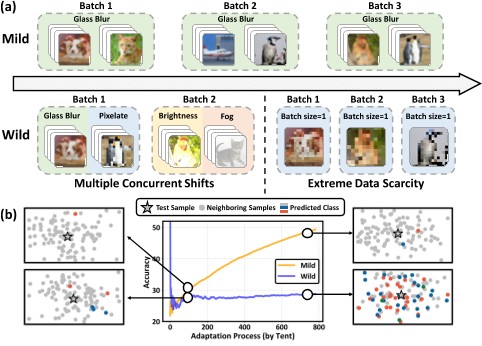 (a)
Batch 1
Batch 2
Batch 3
Mild
Glass Blur
Glass Blur
Glass Blur
Batch 1
Batch 2
Batch 1
Batch 2
Batch 3
Wild
Glass Blur
Pixelate
Brightness
Fog
Batch size=1
Batch size=1
Batch size=1
Multiple Concurrent Shifts
Extreme Data Scarcity
(b)
Test Sample
Neighboring Samples
Predicted Class
50
40
30
20
Accuracy
Mild
Wild
0
200
400
600
800
Adaptation Process (by Tent)